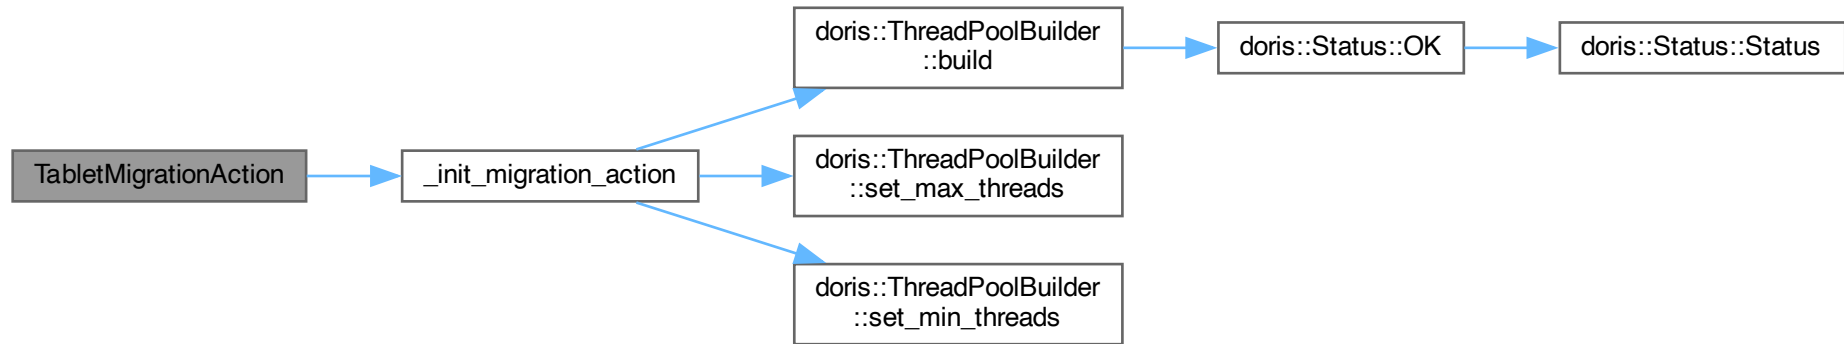 TabletMigrationAction
_init_migration_action
doris::ThreadPoolBuilder
::build
doris::Status::OK
doris::Status::Status
doris::ThreadPoolBuilder
::set_max_threads
doris::ThreadPoolBuilder
::set_min_threads